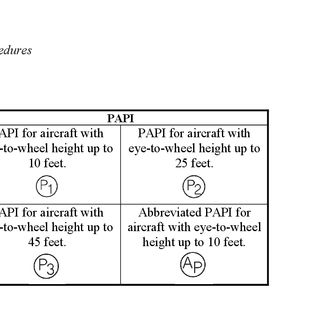 edures
PAPI
API for aircraft with
-to-wheel height up to
10 feet.
P1
PAPI for aircraft with
eye-to-wheel height up to
25 feet.
P2
API for aircraft with
-to-wheel height up to
45 feet.
P3
Abbreviated PAPI for
aircraft with eye-to-wheel
height up to 10 feet.
AP